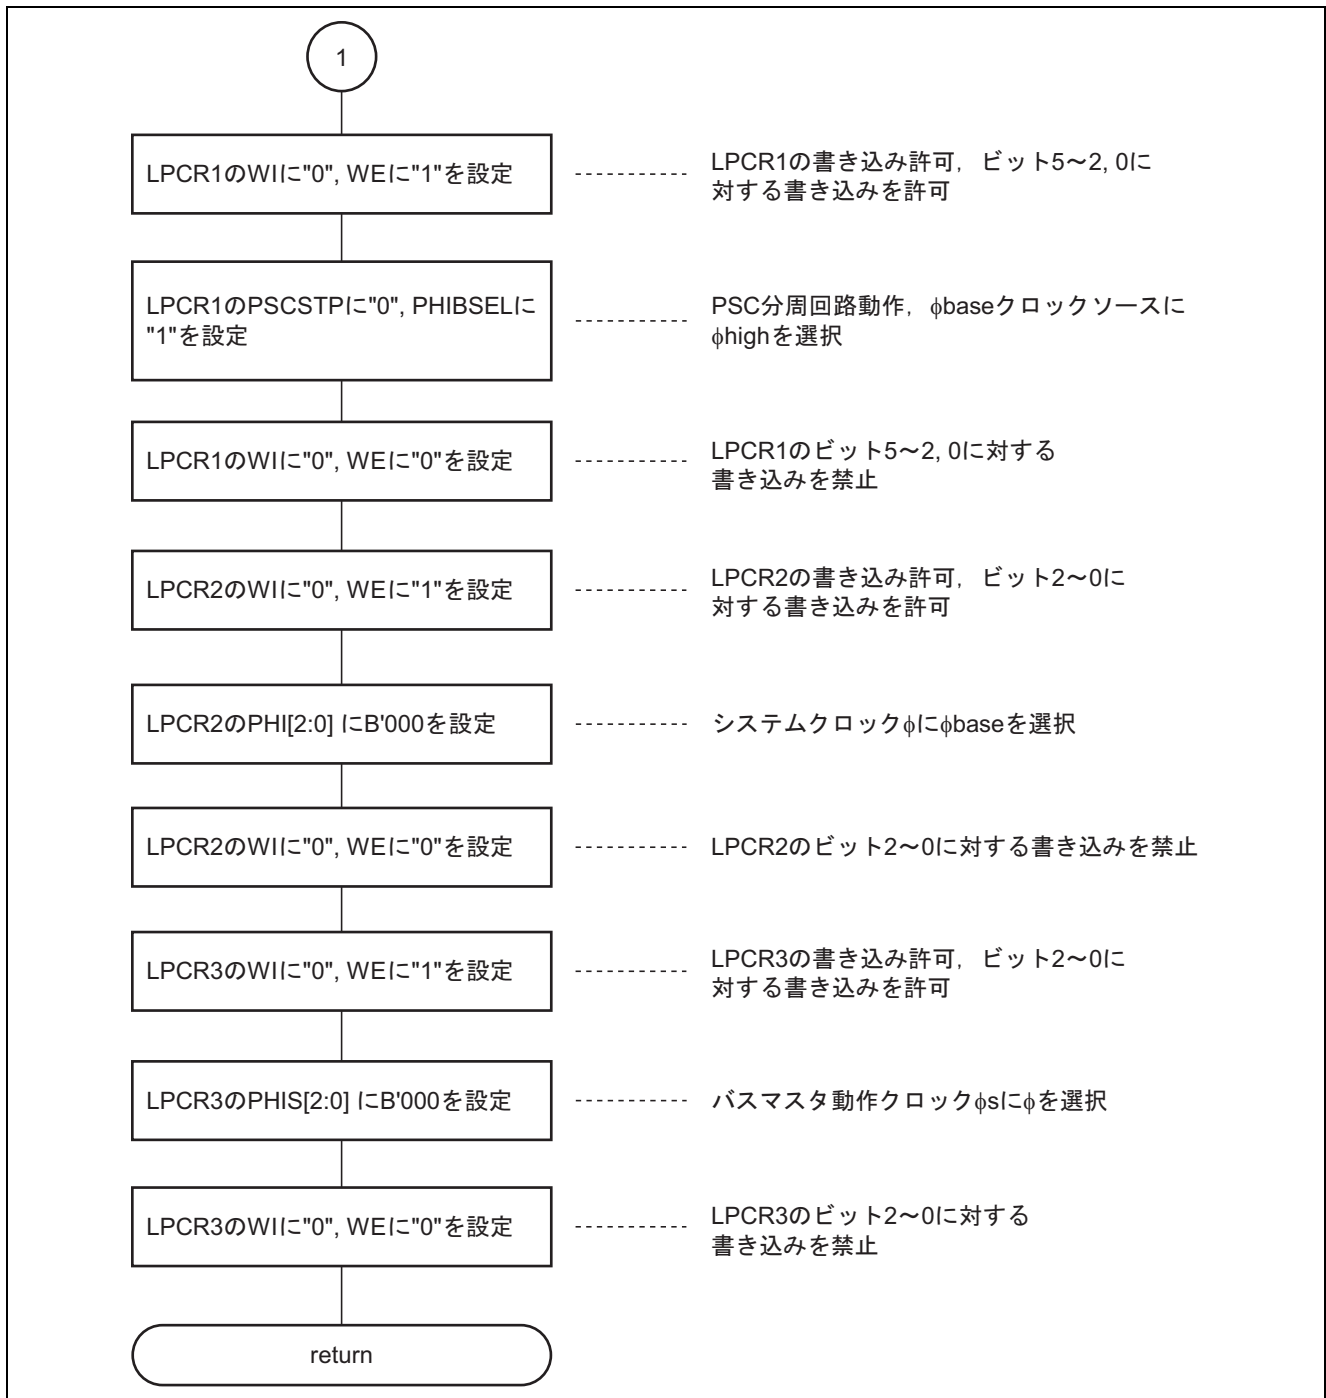 1
LPCR1のWIに"0", WEに"1"を設定
LPCR1の書き込み許可，ビット5～2, 0に
対する書き込みを許可
LPCR1のPSCSTPに"0", PHIBSELに
"1"を設定
PSC分周回路動作，φbaseクロックソースに
φhighを選択
LPCR1のWIに"0", WEに"0"を設定
LPCR1のビット5～2, 0に対する
書き込みを禁止
LPCR2のWIに"0", WEに"1"を設定
LPCR2の書き込み許可，ビット2～0に
対する書き込みを許可
LPCR2のPHI[2:0] にB'000を設定
システムクロックφにφbaseを選択
LPCR2のWIに"0", WEに"0"を設定
LPCR2のビット2～0に対する書き込みを禁止
LPCR3のWIに"0", WEに"1"を設定
LPCR3の書き込み許可，ビット2～0に
対する書き込みを許可
LPCR3のPHIS[2:0] にB'000を設定
バスマスタ動作クロックφsにφを選択
LPCR3のWIに"0", WEに"0"を設定
LPCR3のビット2～0に対する
書き込みを禁止
return